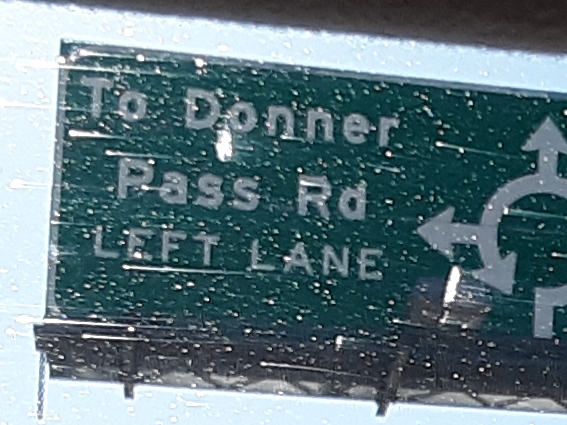 To Donner
Pass Rd
LEFT LANE